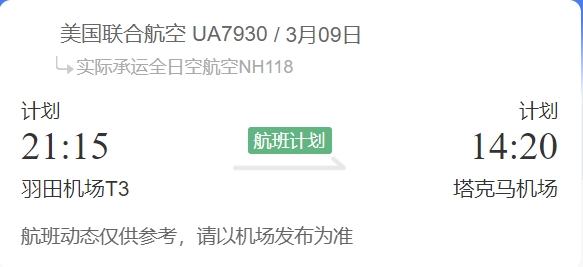 美国联合航空 UA7930 / 3月09日
实际承运全日空航空NH118
计划 计划
21:15 航班计划 14:20
羽田机场T3 塔克马机场
航班动态仅供参考，请以机场发布为准